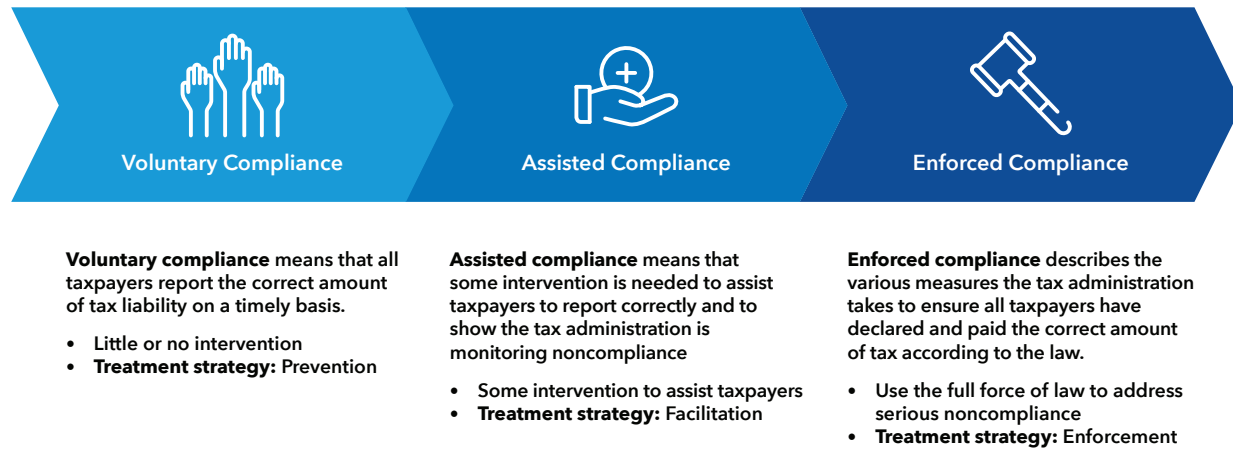 Voluntary Compliance
Assisted Compliance
Enforced Compliance
Voluntary compliance means that all
taxpayers report the correct amount
of tax liability on a timely basis.
• Little or no intervention
• Treatment strategy: Prevention
Assisted compliance means that
some intervention is needed to assist
taxpayers to report correctly and to
show the tax administration is
monitoring noncompliance
• Some intervention to assist taxpayers
• Treatment strategy: Facilitation
Enforced compliance describes the
various measures the tax administration
takes to ensure all taxpayers have
declared and paid the correct amount
of tax according to the law.
• Use the full force of law to address
serious noncompliance
• Treatment strategy: Enforcement